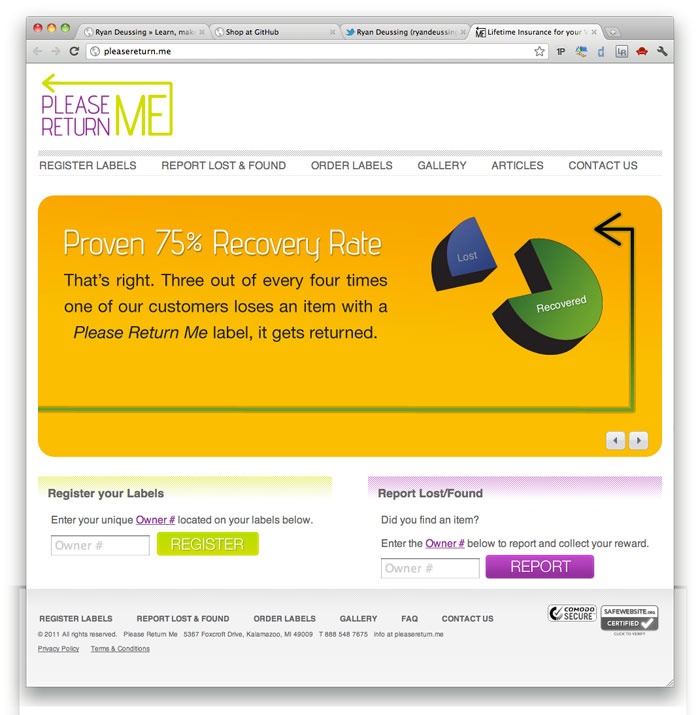 Ryan Deussing » Learn, mak
Shop at GitHub
Ryan Deussing (ryandeussing
Lifetime Insurance for your
pleasereturn.me
1P
d
LR
PLEASE
RETURN
ME
REGISTER LABELS REPORT LOST & FOUND ORDER LABELS GALLERY ARTICLES CONTACT US
Proven 75% Recovery Rate
That's right. Three out of every four times
one of our customers loses an item with a
Please Return Me label, it gets returned.
Lost
Recovered
Register your Labels
Enter your unique Owner # located on your labels below.
Owner #
REGISTER
Report Lost/Found
Did you find an item?
Enter the Owner # below to report and collect your reward.
Owner #
REPORT
REGISTER LABELS REPORT LOST & FOUND ORDER LABELS GALLERY FAQ CONTACT US
© 2011 All rights reserved. Please Return Me 5367 Foxcroft Drive, Kalamazoo, MI 49009 T 888 548 7675 info at pleasereturn.me
Privacy Policy Terms & Conditions
COMODO
SECURE
SAFEWEBSITE.org
CERTIFIED
CLICK TO VERIFY